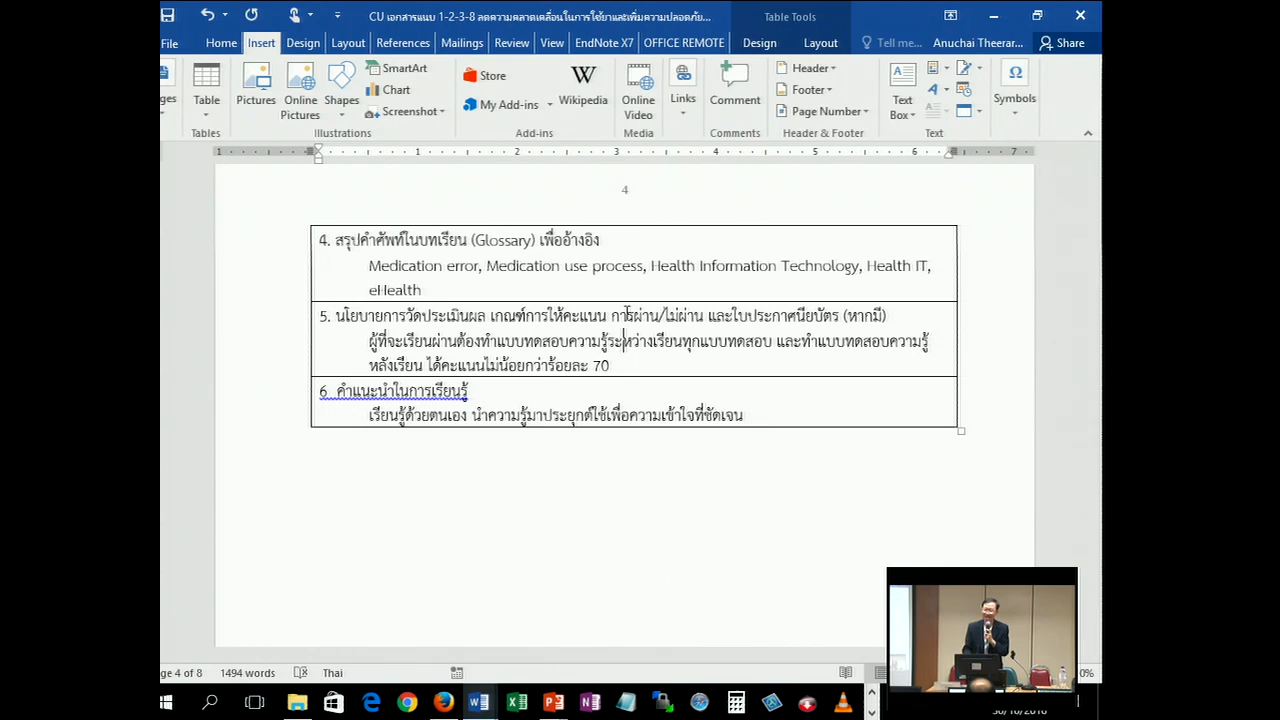 CU เอกสารแนบ 1-2-3-8 ลดความคลาดเคลื่อนในการใช้ยาและเพิ่มความปลอดภัย...
Table Tools
File Home Insert Design Layout References Mailings Review View EndNote X7 OFFICE REMOTE Design Layout Tell me... Anuchai Theerar... Share
SmartArt
Chart
Screenshot
ges
Table
Pictures
Online Pictures
Shapes
Store
My Add-ins
Wikipedia
Online Video
Links
Comment
Header
Footer
Page Number
Text Box
Symbols
Tables Illustrations Add-ins Media Comments Header & Footer Text
1 1 2 3 4 5 6 7
4
4. สรุปคำศัพท์ในบทเรียน (Glossary) เพื่ออ้างอิง
Medication error, Medication use process, Health Information Technology, Health IT,
eHealth
5. นโยบายการวัดประเมินผล เกณฑ์การให้คะแนน การผ่าน/ไม่ผ่าน และใบประกาศนียบัตร (หากมี)
ผู้ที่จะเรียนผ่านต้องทำแบบทดสอบความรู้ระหว่างเรียนทุกแบบทดสอบ และทำแบบทดสอบความรู้
หลังเรียน ได้คะแนนไม่น้อยกว่าร้อยละ 70
6 คำแนะนำในการเรียนรู้
เรียนรู้ด้วยตนเอง นำความรู้มาประยุกต์ใช้เพื่อความเข้าใจที่ชัดเจน
ge 4 of 8 1494 words Thai 0%